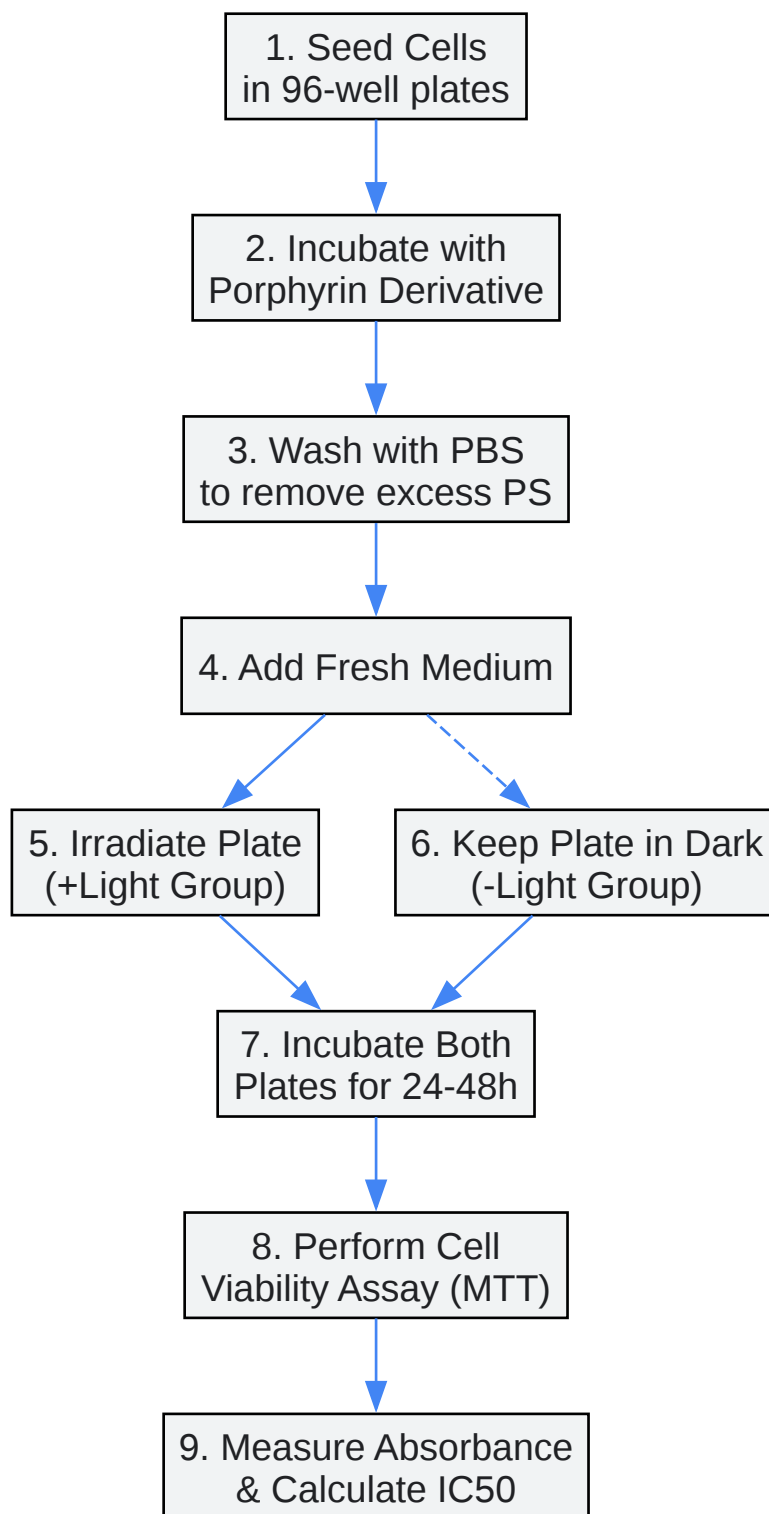 1. Seed Cells
in 96-well plates
2. Incubate with
Porphyrin Derivative
3. Wash with PBS
to remove excess PS
4. Add Fresh Medium
5. Irradiate Plate
(+Light Group)
6. Keep Plate in Dark
(-Light Group)
7. Incubate Both
Plates for 24-48h
8. Perform Cell
Viability Assay (MTT)
9. Measure Absorbance
& Calculate IC50